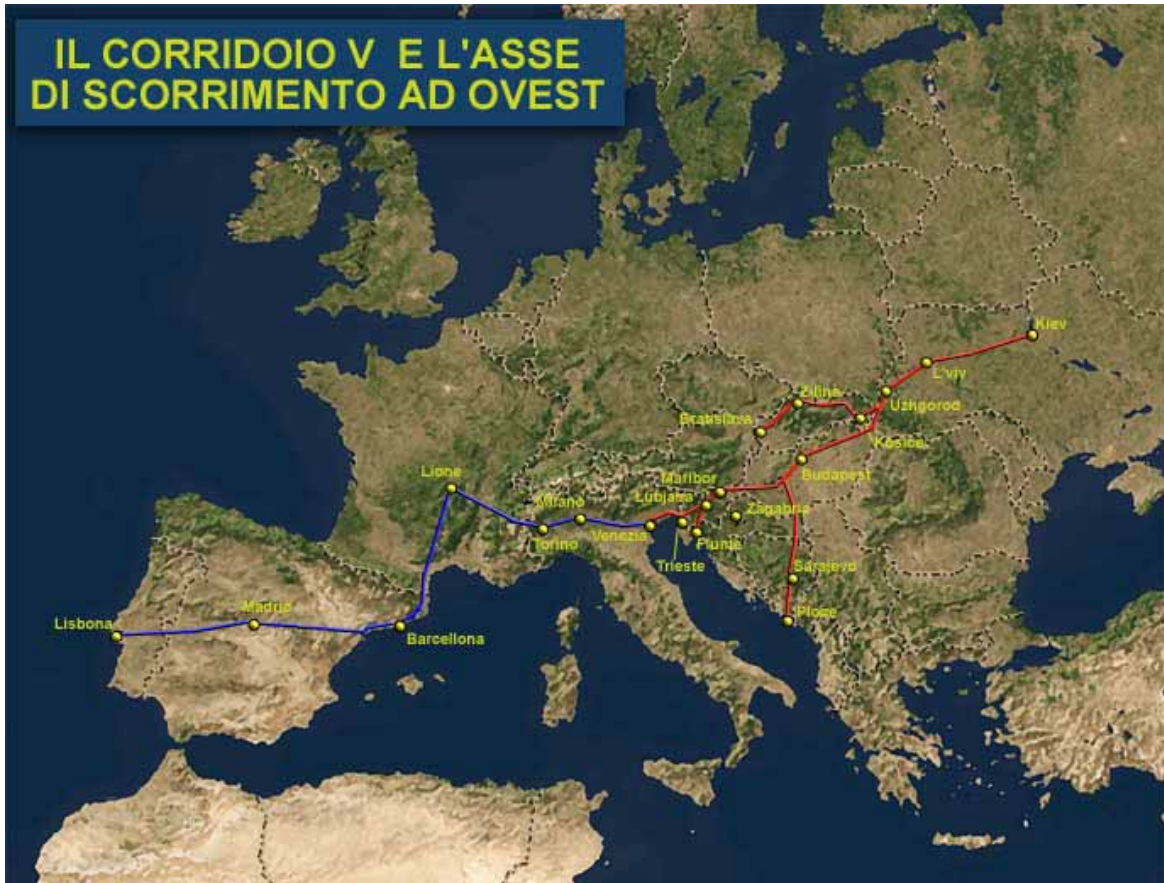 IL CORRIDOIO V E L'ASSE
DI SCORRIMENTO AD OVEST
Kiev
L'viv
Zilina
Uzhgorod
Bratislava
Kosice
Budapest
Lione
Maribor
Milano
Lubjana
Zagabria
Torino
Venezia
Fiume
Trieste
Sarajevo
Madrid
Ploce
Lisbona
Barcellona